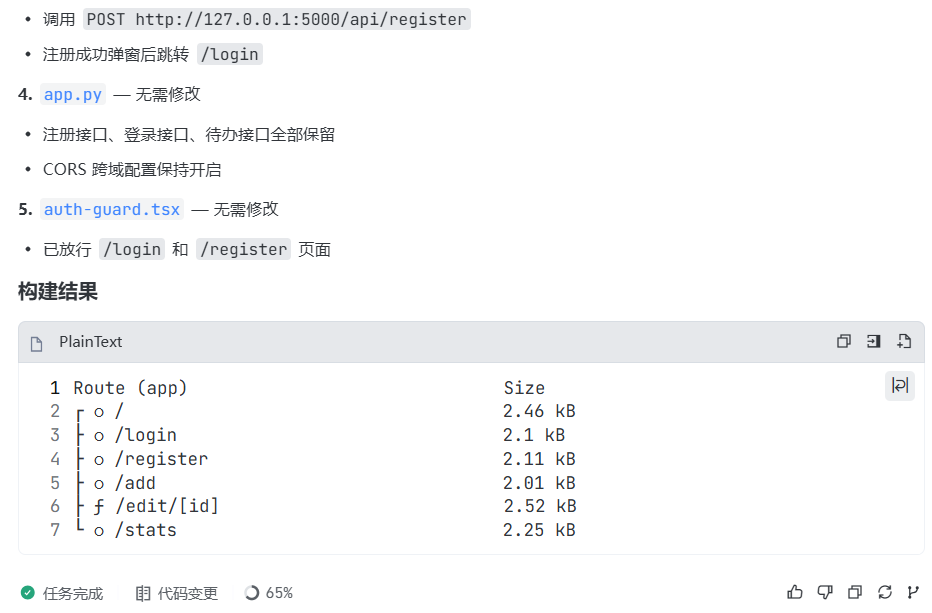 • 调用 POST http://127.0.0.1:5000/api/register
• 注册成功弹窗后跳转 /login
4. app.py — 无需修改
• 注册接口、登录接口、待办接口全部保留
• CORS 跨域配置保持开启
5. auth-guard.tsx — 无需修改
• 已放行 /login 和 /register 页面
构建结果
PlainText
1 Route (app) Size
2 ┌ ○ / 2.46 kB
3 ├ ○ /login 2.1 kB
4 ├ ○ /register 2.11 kB
5 ├ ○ /add 2.01 kB
6 ├ ƒ /edit/[id] 2.52 kB
7 └ ○ /stats 2.25 kB
任务完成 代码变更 65%